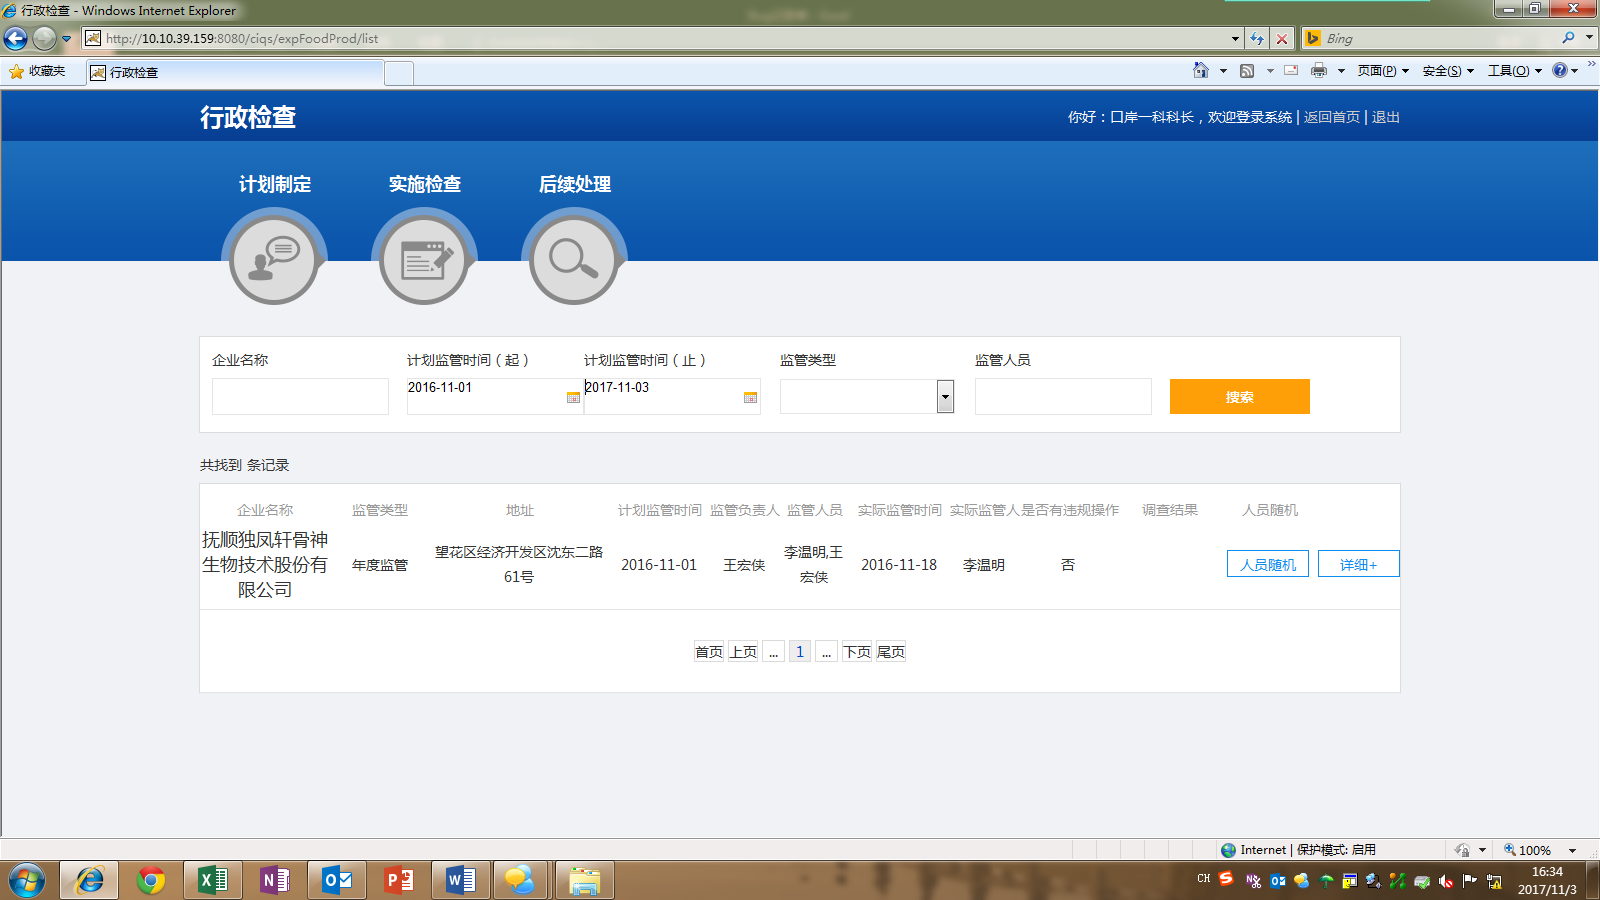 行政检查 - Windows Internet Explorer
http://10.10.39.159:8080/ciqs/expFoodProd/list
Bing
收藏夹
行政检查
页面(P)
安全(S)
工具(O)
行政检查
你好：口岸一科科长，欢迎登录系统 | 返回首页 | 退出
计划制定
实施检查
后续处理
企业名称
计划监管时间（起）
计划监管时间（止）
监管类型
监管人员
2016-11-01
2017-11-03
搜索
共找到 条记录
企业名称 监管类型 地址 计划监管时间 监管负责人 监管人员 实际监管时间 实际监管人是否有违规操作 调查结果 人员随机
抚顺独凤轩骨神
生物技术股份有
限公司
年度监管
望花区经济开发区沈东二路
61号
2016-11-01
王宏侠
李温明,王
宏侠
2016-11-18
李温明
否
人员随机
详细+
首页 上页 ... 1 ... 下页 尾页
Internet | 保护模式: 启用
100%
CH
16:34
2017/11/3